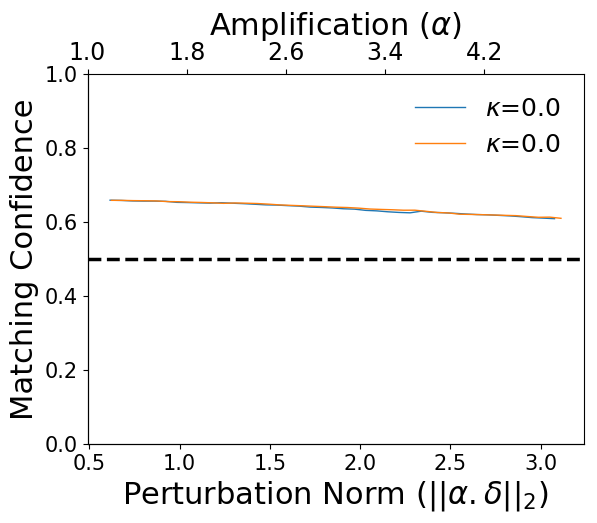 Amplification (α)
1.0 1.8 2.6 3.4 4.2
κ=0.0
κ=0.0
Matching Confidence
1.0
0.8
0.6
0.4
0.2
0.0
0.5 1.0 1.5 2.0 2.5 3.0
Perturbation Norm (||α.δ||₂)